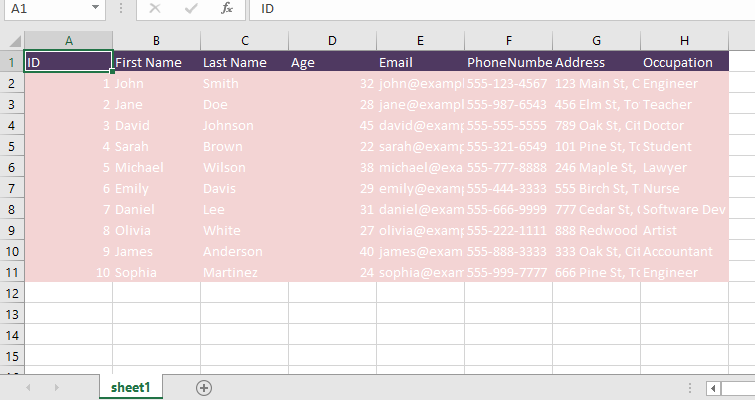 A1 fx ID
A B C D E F G H
1 ID First Name Last Name Age Email PhoneNumbe Address Occupation
2 1 John Smith 32 john@exampl 555-123-4567 123 Main St, C Engineer
3 2 Jane Doe 28 jane@exampl 555-987-6543 456 Elm St, To Teacher
4 3 David Johnson 45 david@examp 555-555-5555 789 Oak St, Cit Doctor
5 4 Sarah Brown 22 sarah@examp 555-321-6549 101 Pine St, To Student
6 5 Michael Wilson 38 michael@exa 555-777-8888 246 Maple St, Lawyer
7 6 Emily Davis 29 emily@examp 555-444-3333 555 Birch St, T Nurse
8 7 Daniel Lee 31 daniel@exam 555-666-9999 777 Cedar St, Software Dev
9 8 Olivia White 27 olivia@examp 555-222-1111 888 Redwood Artist
10 9 James Anderson 40 james@exam 555-888-3333 333 Oak St, Cit Accountant
11 10 Sophia Martinez 24 sophia@exam 555-999-7777 666 Pine St, To Engineer
12
13
14
15
sheet1